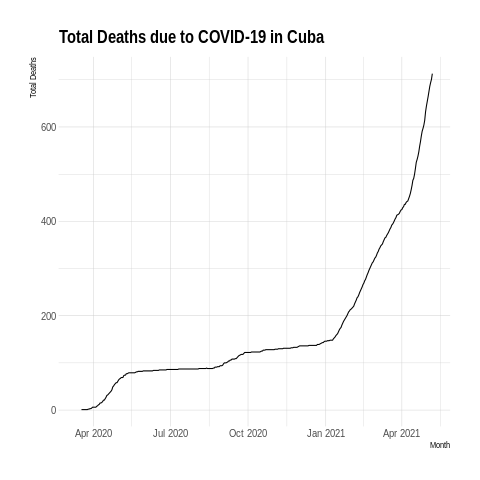 Total Deaths due to COVID-19 in Cuba
Total Deaths
600
400
200
0
Apr 2020 Jul 2020 Oct 2020 Jan 2021 Apr 2021
Month